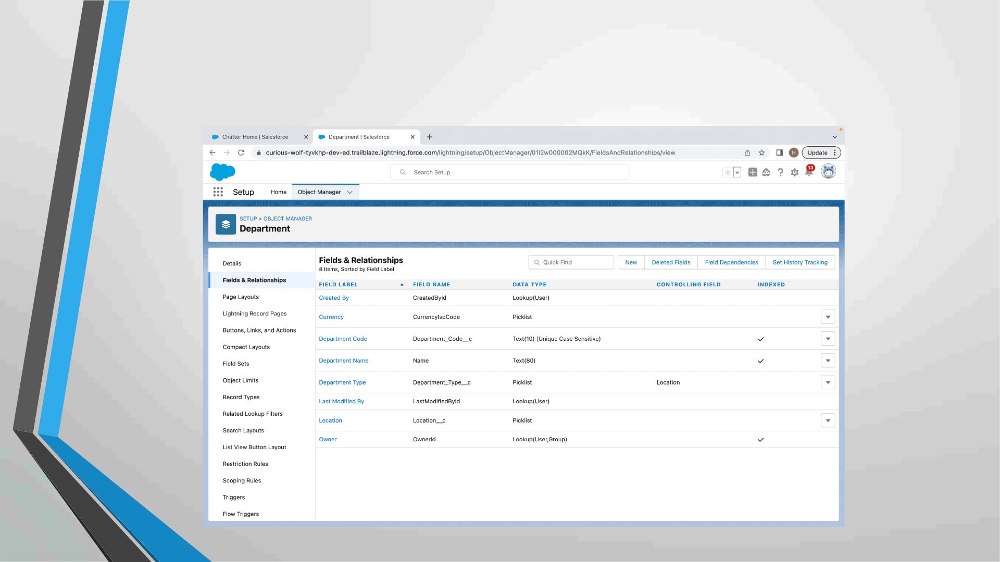 Chatter Home | Salesforce
Department | Salesforce
curious-wolf-tyvkhp-dev-ed.trailblaze.lightning.force.com/lightning/setup/ObjectManager/01I2w000002MQkK/FieldsAndRelationships/view
H
Update
Search Setup
13
Setup
Home
Object Manager
SETUP > OBJECT MANAGER
Department
Details
Fields & Relationships
Page Layouts
Lightning Record Pages
Buttons, Links, and Actions
Compact Layouts
Field Sets
Object Limits
Record Types
Related Lookup Filters
Search Layouts
List View Button Layout
Restriction Rules
Scoping Rules
Triggers
Flow Triggers
Fields & Relationships
8 Items, Sorted by Field Label
Quick Find
New
Deleted Fields
Field Dependencies
Set History Tracking
FIELD LABEL FIELD NAME DATA TYPE CONTROLLING FIELD INDEXED
Created By CreatedById Lookup(User)
Currency CurrencyIsoCode Picklist
Department Code Department_Code__c Text(10) (Unique Case Sensitive)
Department Name Name Text(80)
Department Type Department_Type__c Picklist Location
Last Modified By LastModifiedById Lookup(User)
Location Location__c Picklist
Owner OwnerId Lookup(User,Group)